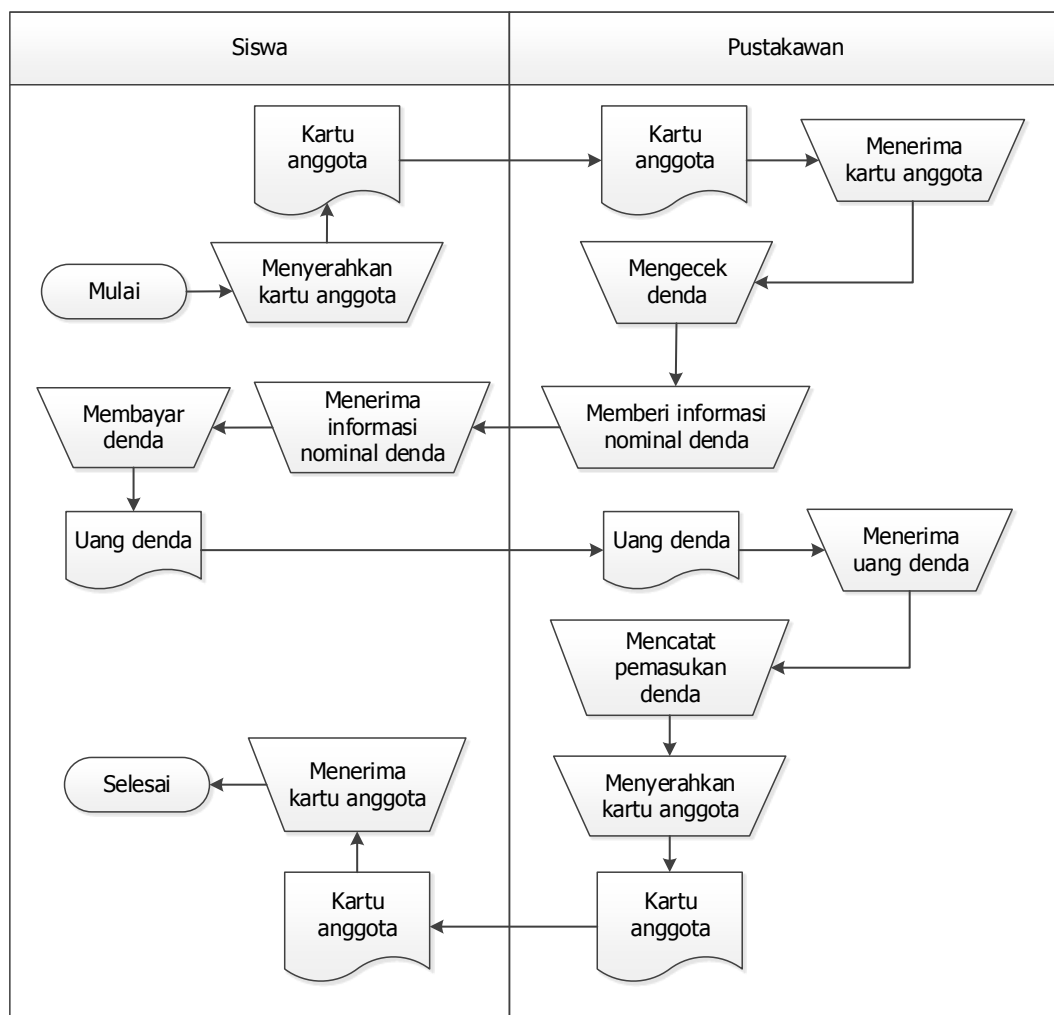 Siswa
Pustakawan
Kartu
anggota
Kartu
anggota
Menerima
kartu anggota
Mulai
Menyerahkan
kartu anggota
Mengecek
denda
Membayar
denda
Menerima
informasi
nominal denda
Memberi informasi
nominal denda
Uang denda
Uang denda
Menerima
uang denda
Mencatat
pemasukan
denda
Selesai
Menerima
kartu anggota
Menyerahkan
kartu anggota
Kartu
anggota
Kartu
anggota